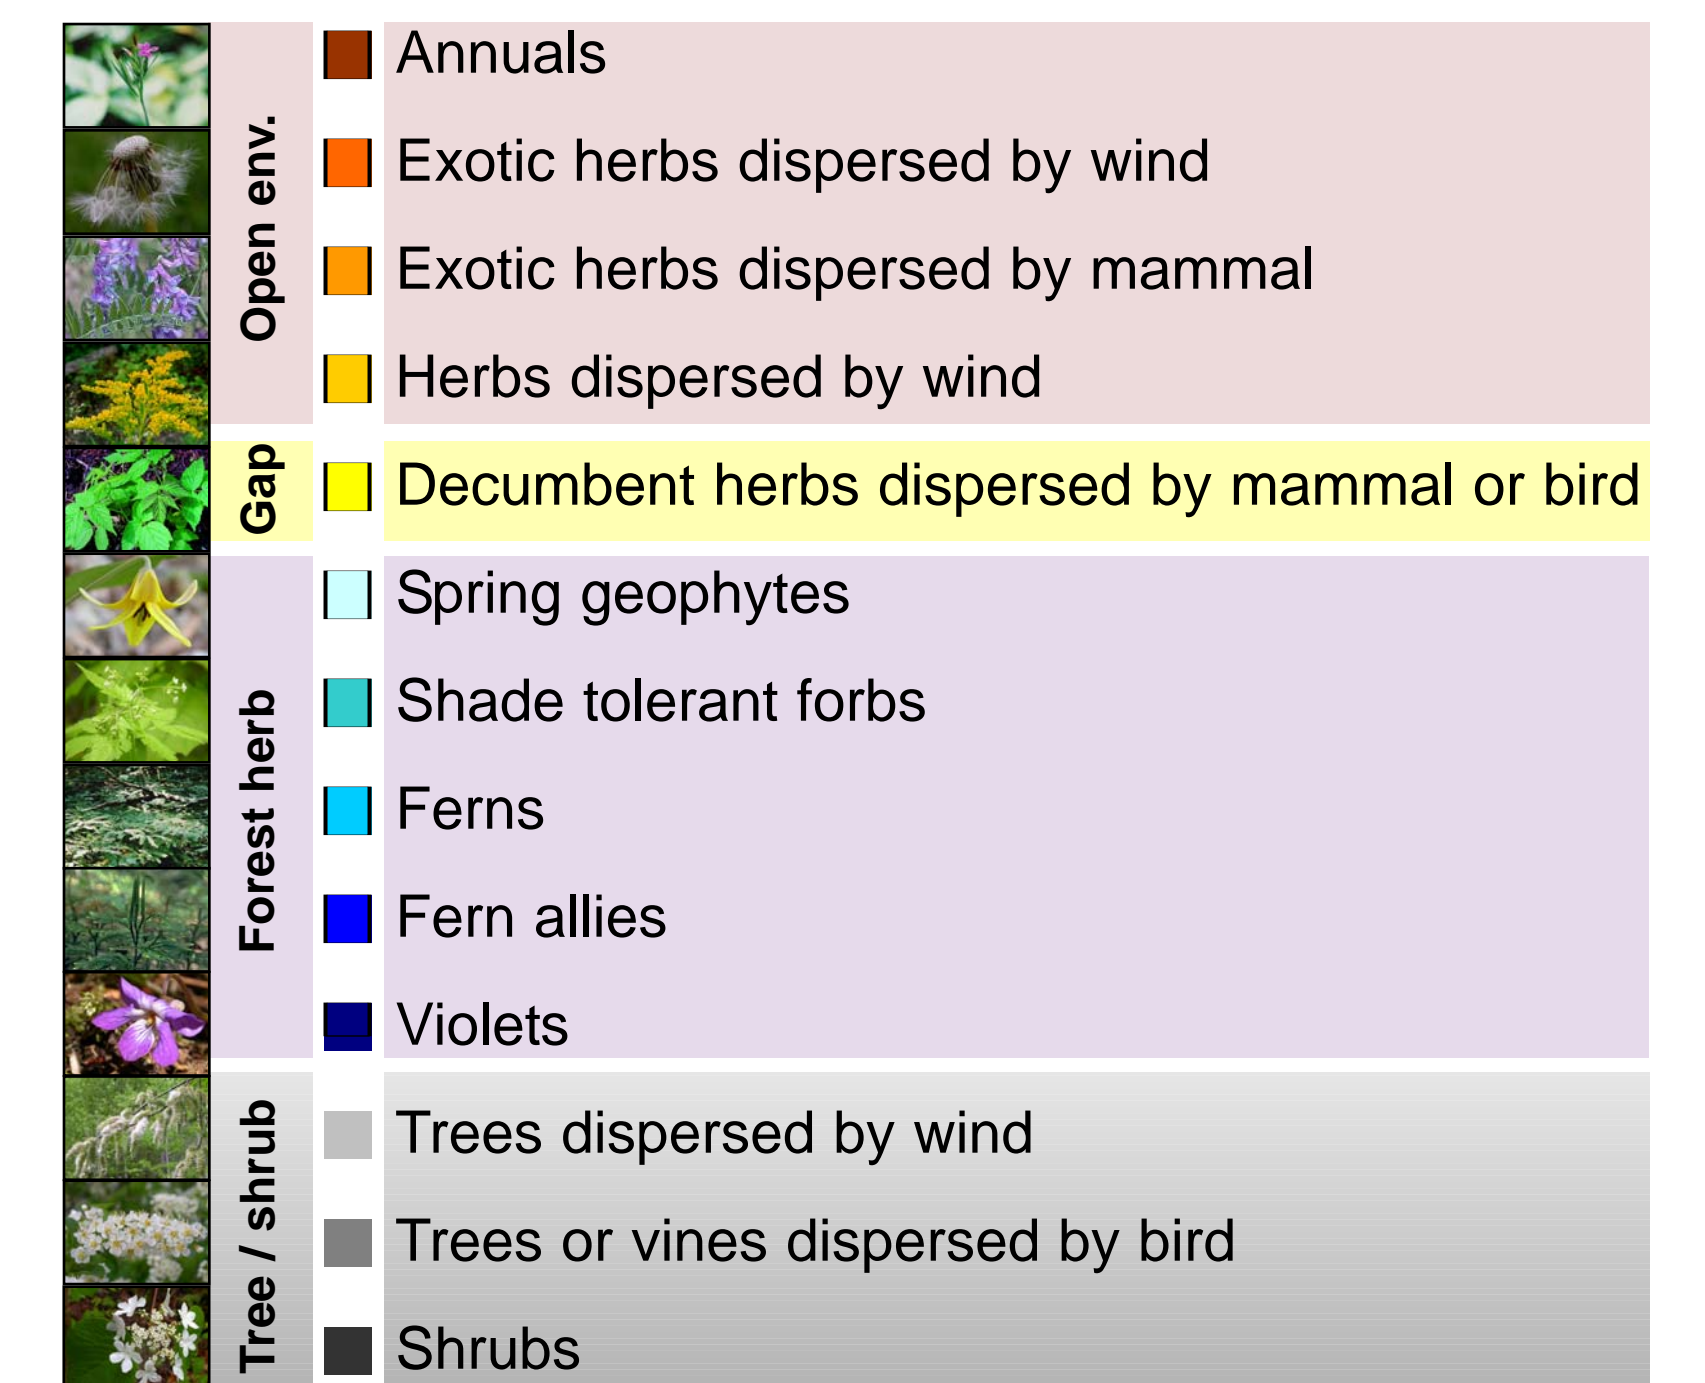 Open env.
Annuals
Exotic herbs dispersed by wind
Exotic herbs dispersed by mammal
Herbs dispersed by wind
Gap
Decumbent herbs dispersed by mammal or bird
Forest herb
Spring geophytes
Shade tolerant forbs
Ferns
Fern allies
Violets
Tree / shrub
Trees dispersed by wind
Trees or vines dispersed by bird
Shrubs